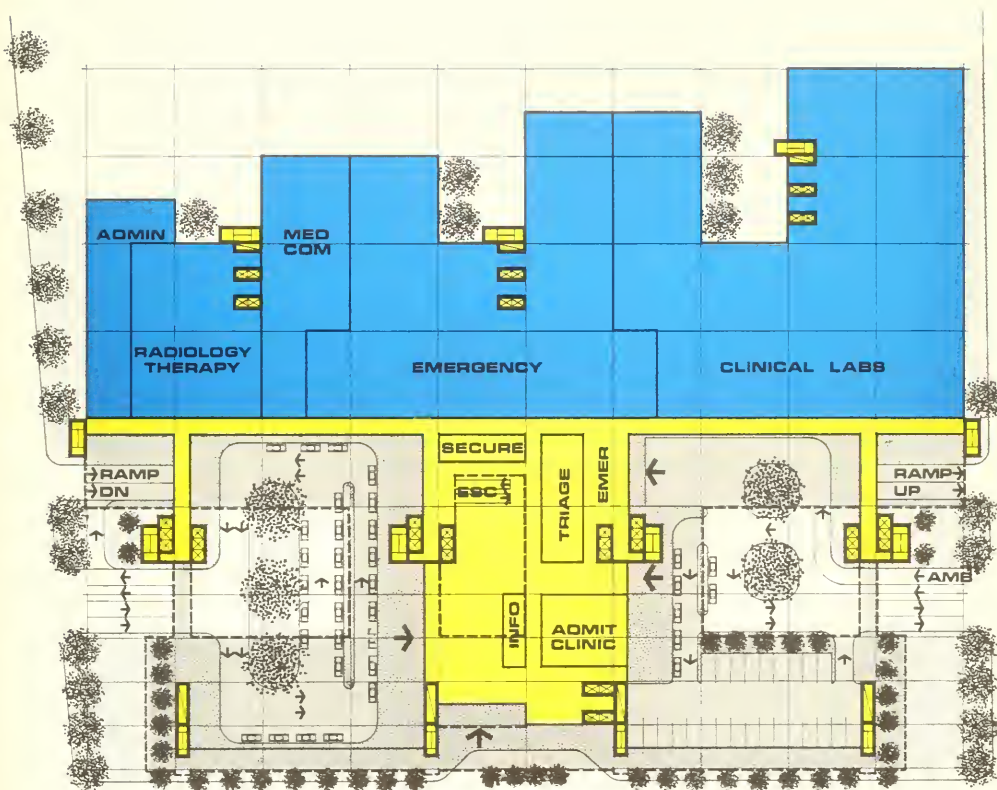 ADMIN
MED
COM
RADIOLOGY
THERAPY
EMERGENCY
CLINICAL LABS
SECURE
RAMP
DN
ESC
TRIAGE
EMER
RAMP
UP
AMB
INFO
ADMIT
CLINIC